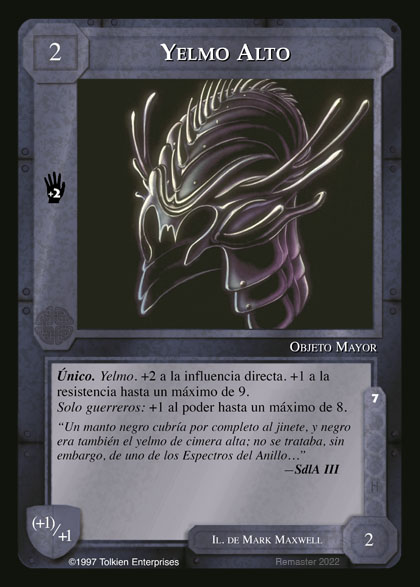 2
YELMO ALTO
+2
OBJETO MAYOR
Único. Yelmo. +2 a la influencia directa. +1 a la
resistencia hasta un máximo de 9.
Solo guerreros: +1 al poder hasta un máximo de 8.
7
“Un manto negro cubría por completo al jinete, y negro
era también el yelmo de cimera alta; no se trataba, sin
embargo, de uno de los Espectros del Anillo…”
—SdlA III
(+1)/+1
IL. DE MARK MAXWELL
2
©1997 Tolkien Enterprises
Remaster 2022